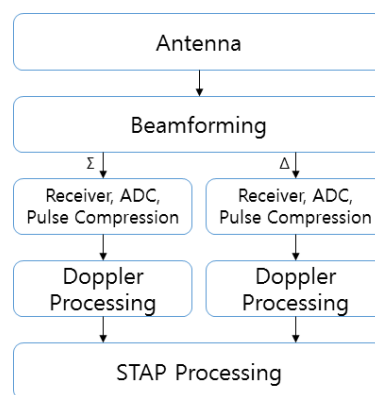 Antenna
Beamforming
Σ Δ
Receiver, ADC, Receiver, ADC,
Pulse Compression Pulse Compression
Doppler Doppler
Processing Processing
STAP Processing